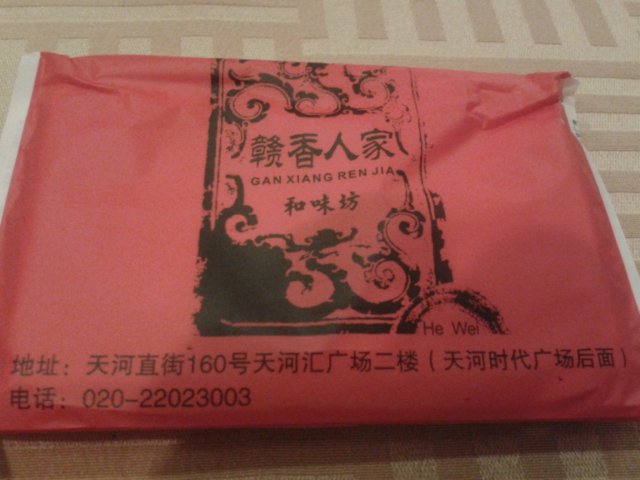 赣香人家
GAN XIANG REN JIA
和味坊
He Wei
地址：天河直街160号天河汇广场二楼（天河时代广场后面）
电话：020-22023003